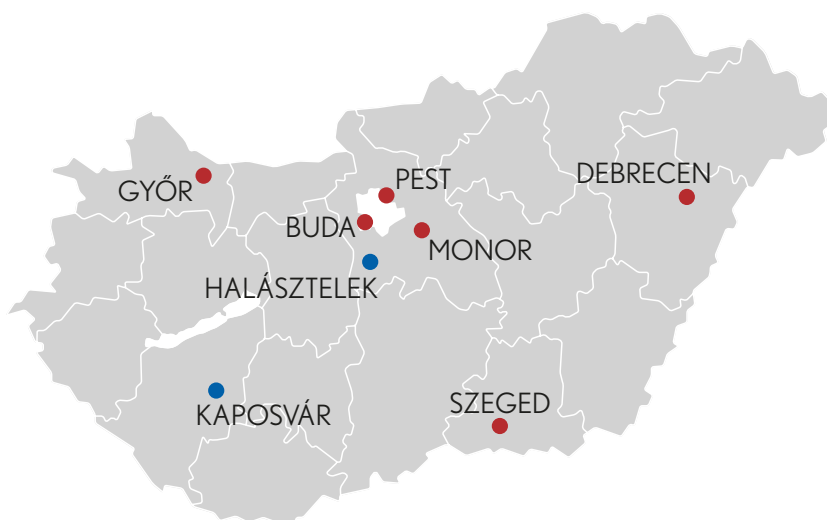 DEBRECEN
PEST
GYŐR
BUDA
MONOR
HALÁSZTELEK
SZEGED
KAPOSVÁR